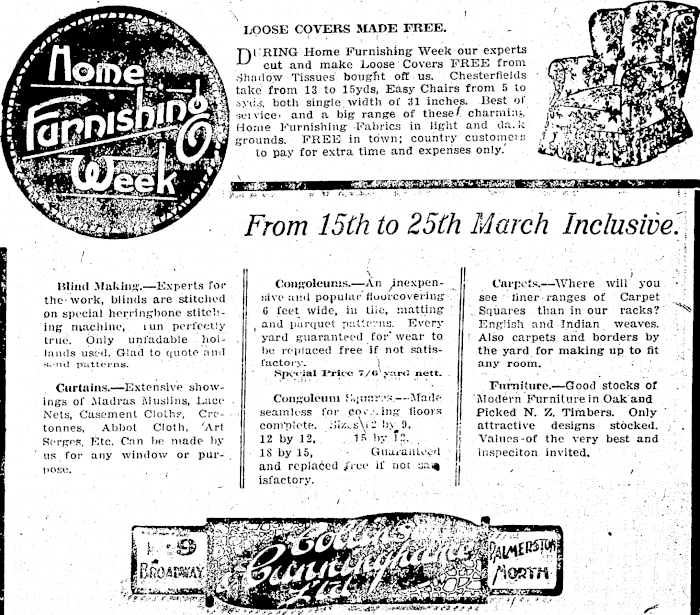 Home
Furnishing
Week
LOOSE COVERS MADE FREE.
DURING Home Furnishing Week our experts
cut and make Loose Covers FREE from
Shadow Tissues bought off us. Chesterfields
take from 13 to 15yds, Easy Chairs from 5 to
yds, both single width of 31 inches. Best of
service and a big range of these charming
Home Furnishing Fabrics in light and dark
grounds. FREE in town; country customers
to pay for extra time and expenses only.
From 15th to 25th March Inclusive.
Blind Making.—Experts for
the work, blinds are stitched
on special herringbone stitch-
ing machine, run perfectly
true. Only unfadable hol-
lands used. Glad to quote and
send patterns.
Curtains.—Extensive show-
ings of Madras Muslins, Lace
Nets, Casement Cloths, Cre-
tonnes, Abbot Cloth, Art
Serges, Etc. Can be made by
us for any window or pur-
pose.
Congoleums.—An inexpen-
sive and popular floorcovering
6 feet wide, in tile, matting
and parquet patterns. Every
yard guaranteed for wear to
be replaced free if not satis-
factory.
Special Price 7/6 yard nett.
Congoleum Squares.—Made
seamless for covering floors
complete. Sizes 12 by 9,
12 by 12, 15 by 12,
18 by 15, Guaranteed
and replaced free if not sat-
isfactory.
Carpets.—Where will you
see finer ranges of Carpet
Squares than in our racks?
English and Indian weaves.
Also carpets and borders by
the yard for making up to fit
any room.
Furniture.—Good stocks of
Modern Furniture in Oak and
Picked N. Z. Timbers. Only
attractive designs stocked.
Values of the very best and
inspeciton invited.
9
BROADWAY
Collins
Cunninghame
Ltd
PALMERSTON
NORTH